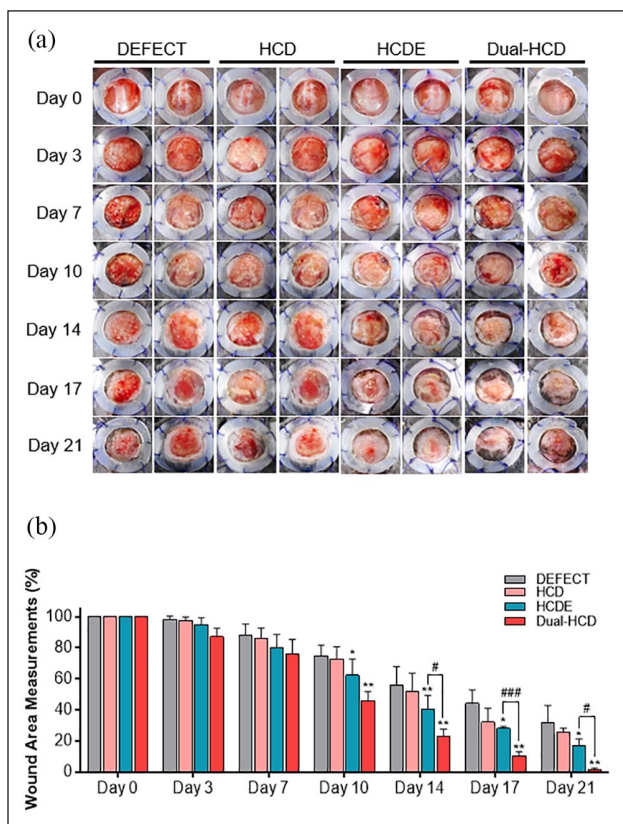 (a)
DEFECT HCD HCDE Dual-HCD
Day 0
Day 3
Day 7
Day 10
Day 14
Day 17
Day 21
(b)
Wound Area Measurements (%)
100
80
60
40
20
0
DEFECT
HCD
HCDE
Dual-HCD
* ** # ** ** ### * ** # * **
Day 0 Day 3 Day 7 Day 10 Day 14 Day 17 Day 21